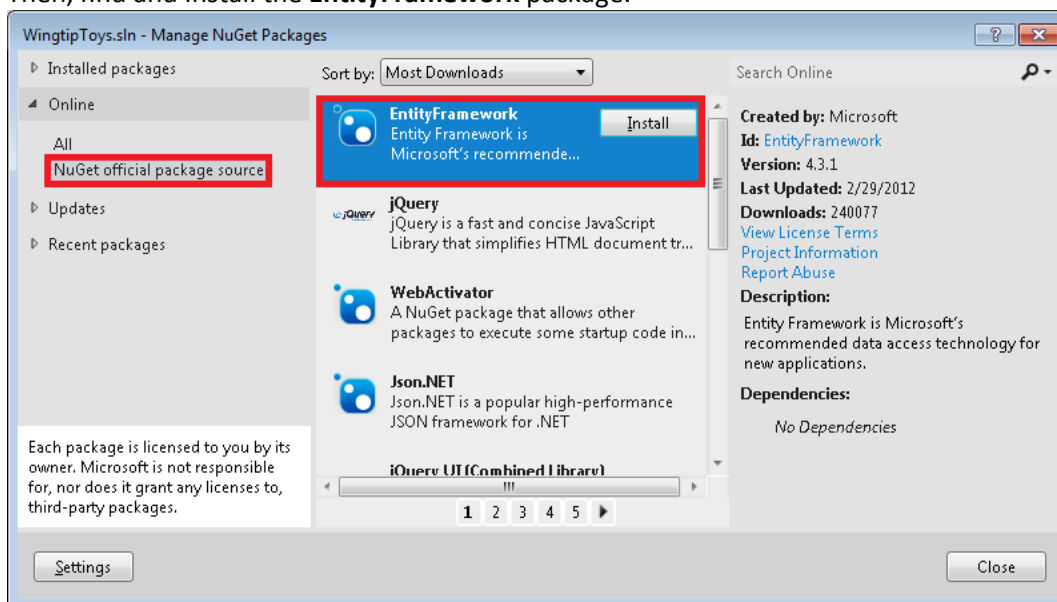 Then, find and install the EntityFramework package.
WingtipToys.sln - Manage NuGet Packages
Installed packages
Online
All
NuGet official package source
Updates
Recent packages
Each package is licensed to you by its
owner. Microsoft is not responsible
for, nor does it grant any licenses to,
third-party packages.
Settings
Sort by: Most Downloads
EntityFramework
Install
Entity Framework is
Microsoft's recommende...
jQuery
jQuery
jQuery is a fast and concise JavaScript
Library that simplifies HTML document tr...
WebActivator
A NuGet package that allows other
packages to execute some startup code in...
Json.NET
Json.NET is a popular high-performance
JSON framework for .NET
jQuery UI (Combined Library)
1 2 3 4 5
Search Online
Created by: Microsoft
Id: EntityFramework
Version: 4.3.1
Last Updated: 2/29/2012
Downloads: 240077
View License Terms
Project Information
Report Abuse
Description:
Entity Framework is Microsoft's
recommended data access technology for
new applications.
Dependencies:
No Dependencies
Close